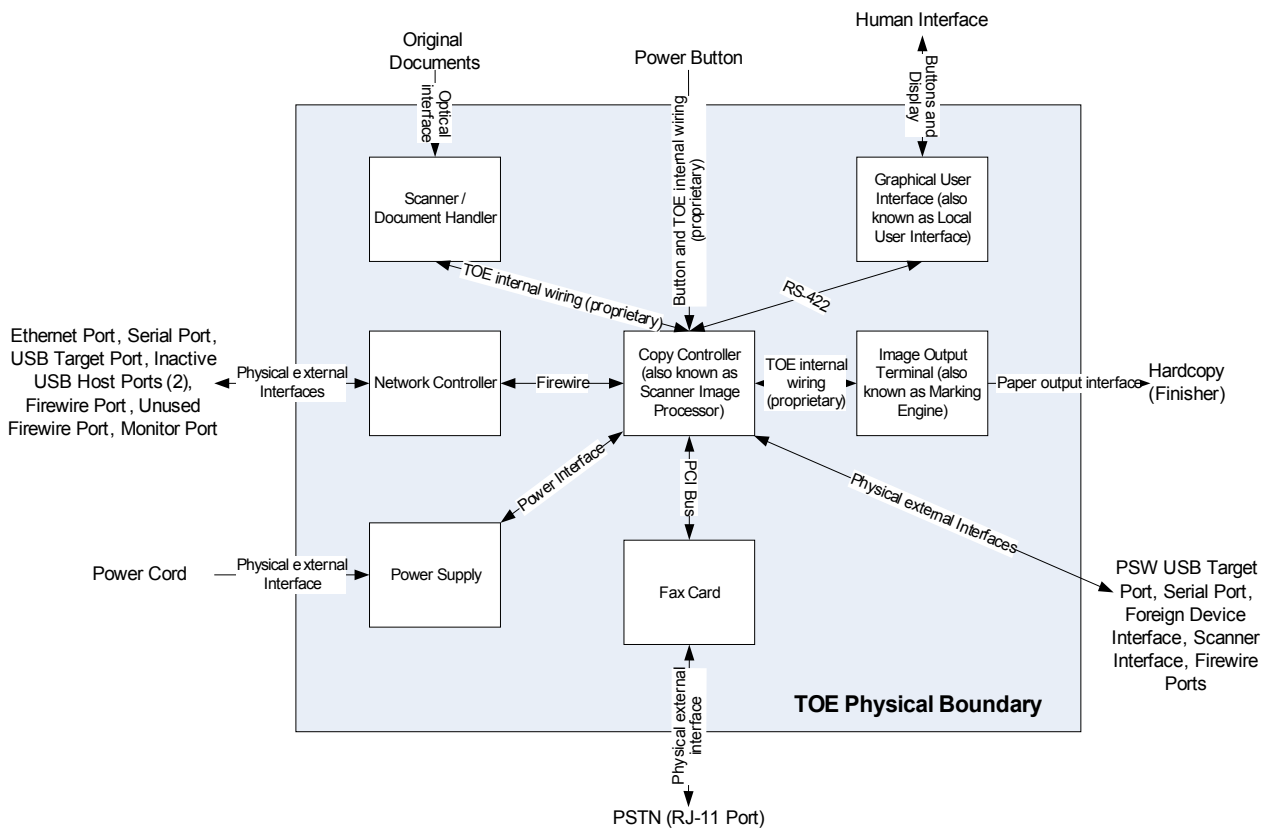 Human Interface
Original
Documents
Power Button
Optical
interface
Button and TOE internal wiring
(proprietary)
Buttons and
Display
Scanner /
Document Handler
Graphical User
Interface (also
known as Local
User Interface)
TOE internal wiring (proprietary)
RS-422
Ethernet Port, Serial Port,
USB Target Port, Inactive
USB Host Ports (2),
Firewire Port, Unused
Firewire Port, Monitor Port
Physical external
Interfaces
Network Controller
Firewire
Copy Controller
(also known as
Scanner Image
Processor)
TOE internal
wiring
(proprietary)
Image Output
Terminal (also
known as Marking
Engine)
Paper output interface
Hardcopy
(Finisher)
Power Interface
PCI Bus
Physical external Interfaces
Power Cord
Physical external
Interface
Power Supply
Fax Card
PSW USB Target
Port, Serial Port,
Foreign Device
Interface, Scanner
Interface, Firewire
Ports
Physical external
interface
TOE Physical Boundary
PSTN (RJ-11 Port)